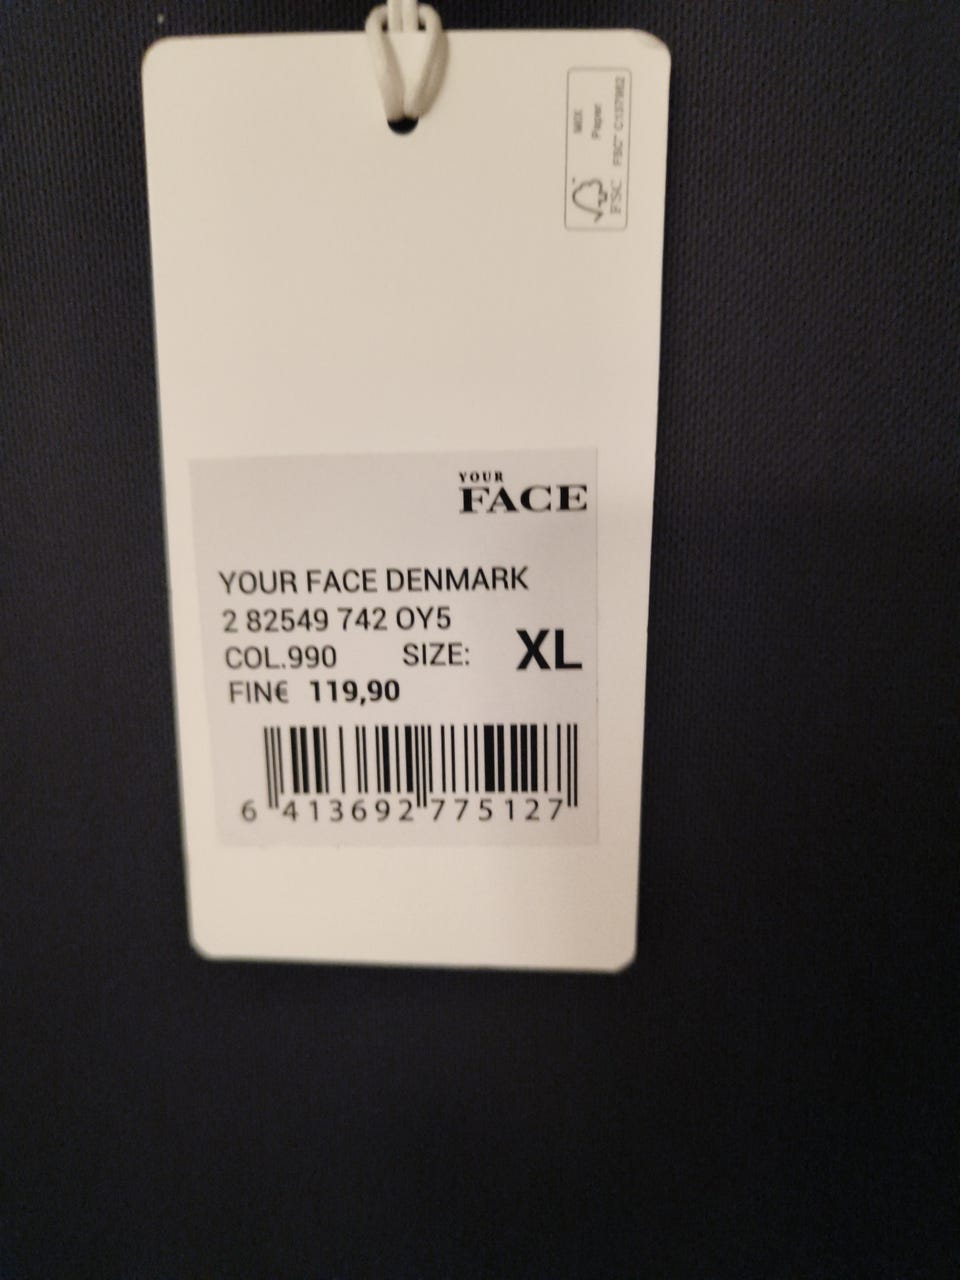 MIX
Paper
FSC
YOUR
FACE
YOUR FACE DENMARK
2 82549 742 OY5
COL.990 SIZE: XL
FIN€ 119,90
6 413692 775127